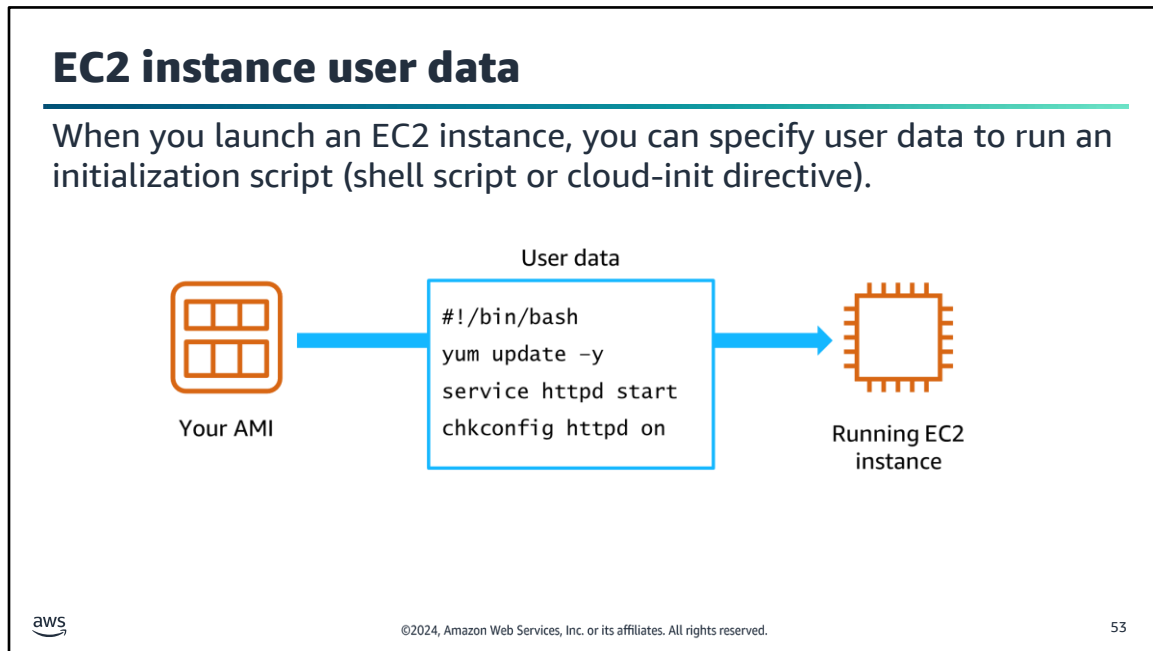 EC2 instance user data
When you launch an EC2 instance, you can specify user data to run an
initialization script (shell script or cloud-init directive).
User data
#!/bin/bash
yum update –y
service httpd start
chkconfig httpd on
Your AMI
Running EC2
instance
aws
©2024, Amazon Web Services, Inc. or its affiliates. All rights reserved.
53